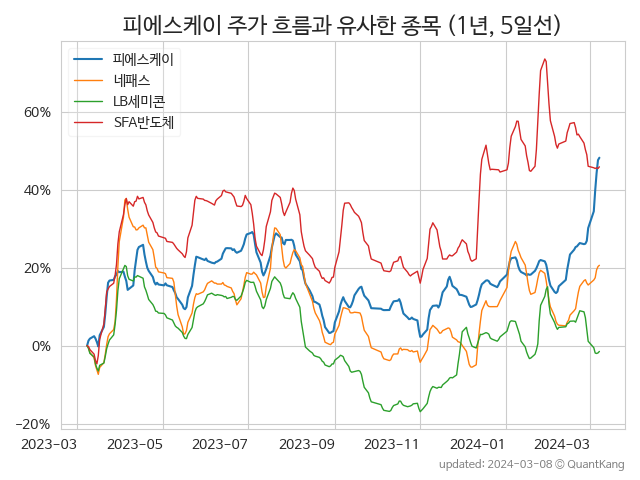 피에스케이 주가 흐름과 유사한 종목 (1년, 5일선)
피에스케이
네패스
LB세미콘
SFA반도체
60%
40%
20%
0%
−20%
2023-03 2023-05 2023-07 2023-09 2023-11 2024-01 2024-03
updated: 2024-03-08 © QuantKang